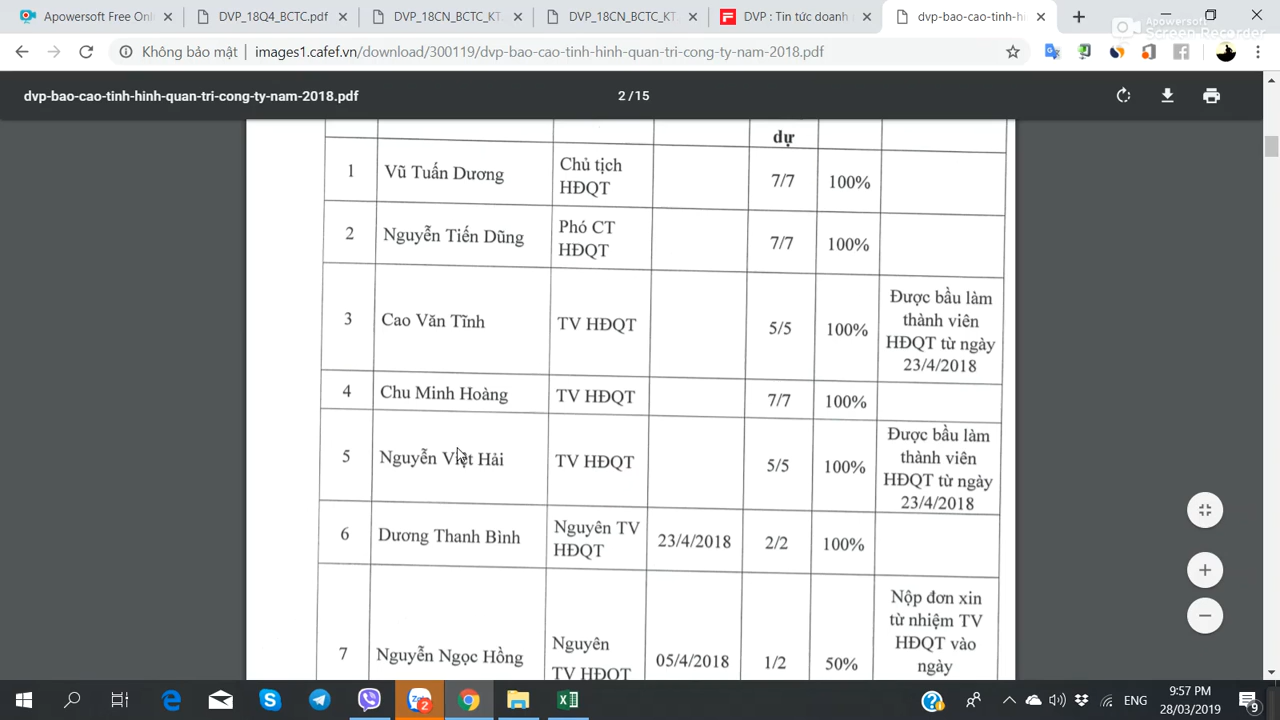 Apowersoft Free Onl
DVP_18Q4_BCTC.pdf
DVP_18CN_BCTC_KT
DVP_18CN_BCTC_KT
DVP : Tin tức doanh
dvp-bao-cao-tinh-hi
Apowersoft
Screen Recorder
Không bảo mật | images1.cafef.vn/download/300119/dvp-bao-cao-tinh-hinh-quan-tri-cong-ty-nam-2018.pdf
dvp-bao-cao-tinh-hinh-quan-tri-cong-ty-nam-2018.pdf
2 / 15
dự
1 Vũ Tuấn Dương Chủ tịch HĐQT 7/7 100%
2 Nguyễn Tiến Dũng Phó CT HĐQT 7/7 100%
3 Cao Văn Tĩnh TV HĐQT 5/5 100%
Được bầu làm
thành viên
HĐQT từ ngày
23/4/2018
4 Chu Minh Hoàng TV HĐQT 7/7 100%
5 Nguyễn Việt Hải TV HĐQT 5/5 100%
Được bầu làm
thành viên
HĐQT từ ngày
23/4/2018
6 Dương Thanh Bình Nguyên TV HĐQT 23/4/2018 2/2 100%
7 Nguyễn Ngọc Hồng Nguyên TV HĐQT 05/4/2018 1/2 50%
Nộp đơn xin
từ nhiệm TV
HĐQT vào
ngày
Zalo
2
ENG
9:57 PM
28/03/2019
9